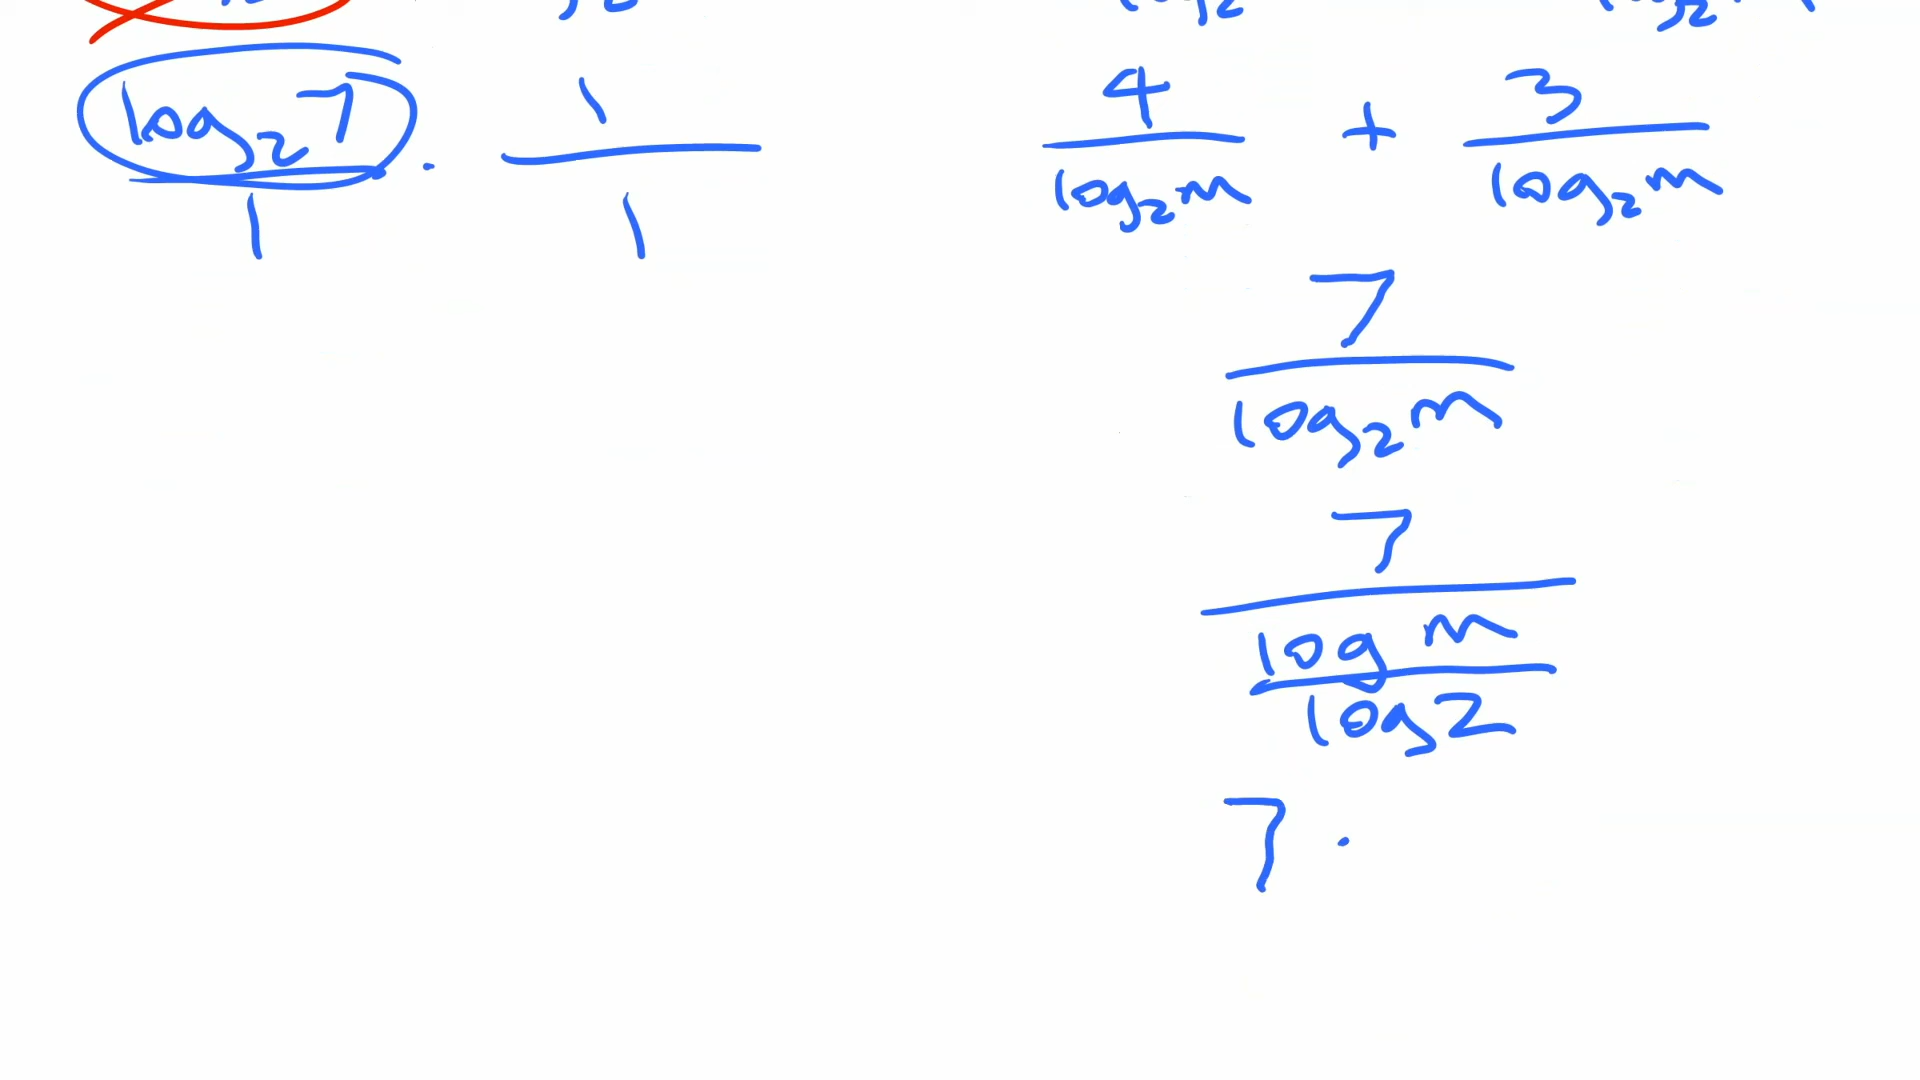 log₂7 / 1 · 1 / 1
4 / log₂m + 3 / log₂m
7 / log₂m
7 / (log m / log 2)
7 ·